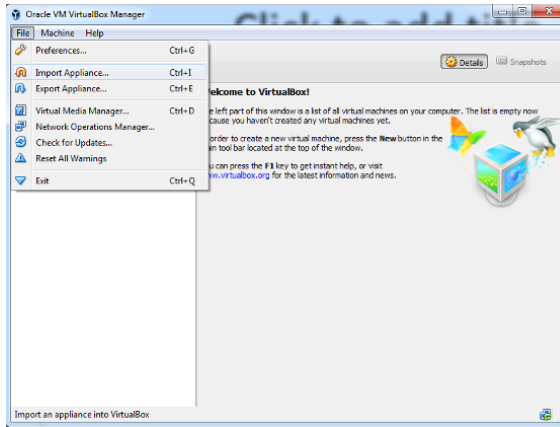 Oracle VM VirtualBox Manager
Click to add title
File Machine Help
Preferences... Ctrl+G
Import Appliance... Ctrl+I
Export Appliance... Ctrl+E
Virtual Media Manager... Ctrl+D
Network Operations Manager...
Check for Updates...
Reset All Warnings
Exit Ctrl+Q
Details Snapshots
elcome to VirtualBox!
e left part of this window is a list of all virtual machines on your computer. The list is empty now
cause you haven't created any virtual machines yet.
order to create a new virtual machine, press the New button in the
in tool bar located at the top of the window.
u can press the F1 key to get instant help, or visit
ww.virtualbox.org for the latest information and news.
Import an appliance into VirtualBox